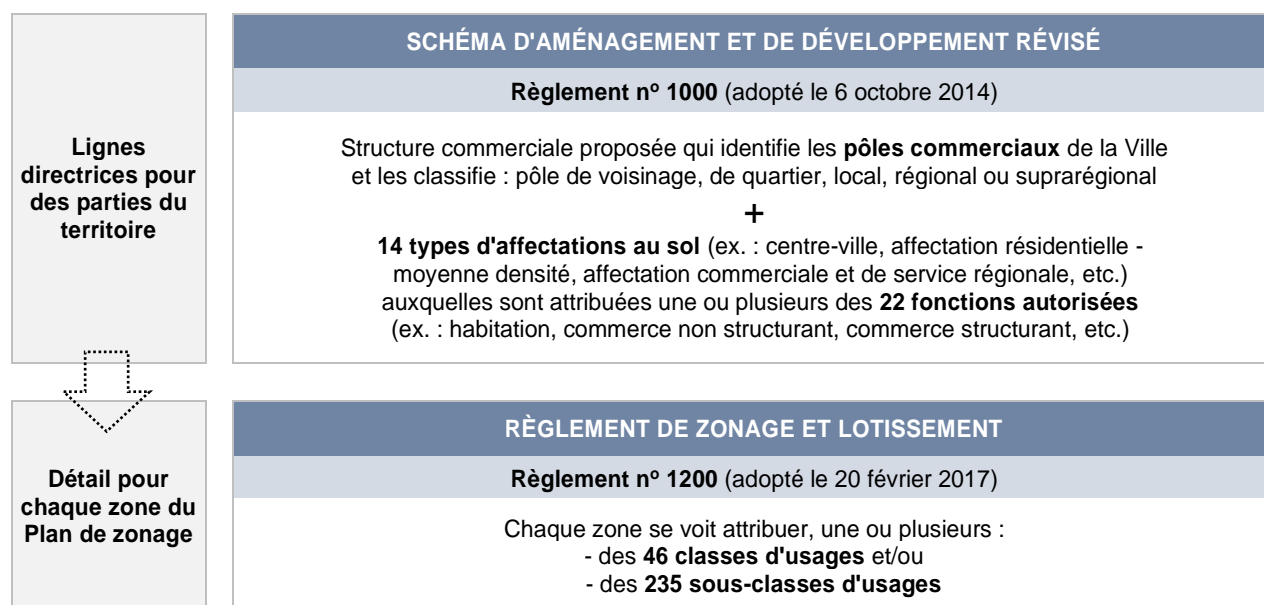 Lignes
directrices pour
des parties du
territoire
SCHÉMA D'AMÉNAGEMENT ET DE DÉVELOPPEMENT RÉVISÉ
Règlement nº 1000 (adopté le 6 octobre 2014)
Structure commerciale proposée qui identifie les pôles commerciaux de la Ville
et les classifie : pôle de voisinage, de quartier, local, régional ou suprarégional
+
14 types d'affectations au sol (ex. : centre-ville, affectation résidentielle -
moyenne densité, affectation commerciale et de service régionale, etc.)
auxquelles sont attribuées une ou plusieurs des 22 fonctions autorisées
(ex. : habitation, commerce non structurant, commerce structurant, etc.)
Détail pour
chaque zone du
Plan de zonage
RÈGLEMENT DE ZONAGE ET LOTISSEMENT
Règlement nº 1200 (adopté le 20 février 2017)
Chaque zone se voit attribuer, une ou plusieurs :
- des 46 classes d'usages et/ou
- des 235 sous-classes d'usages